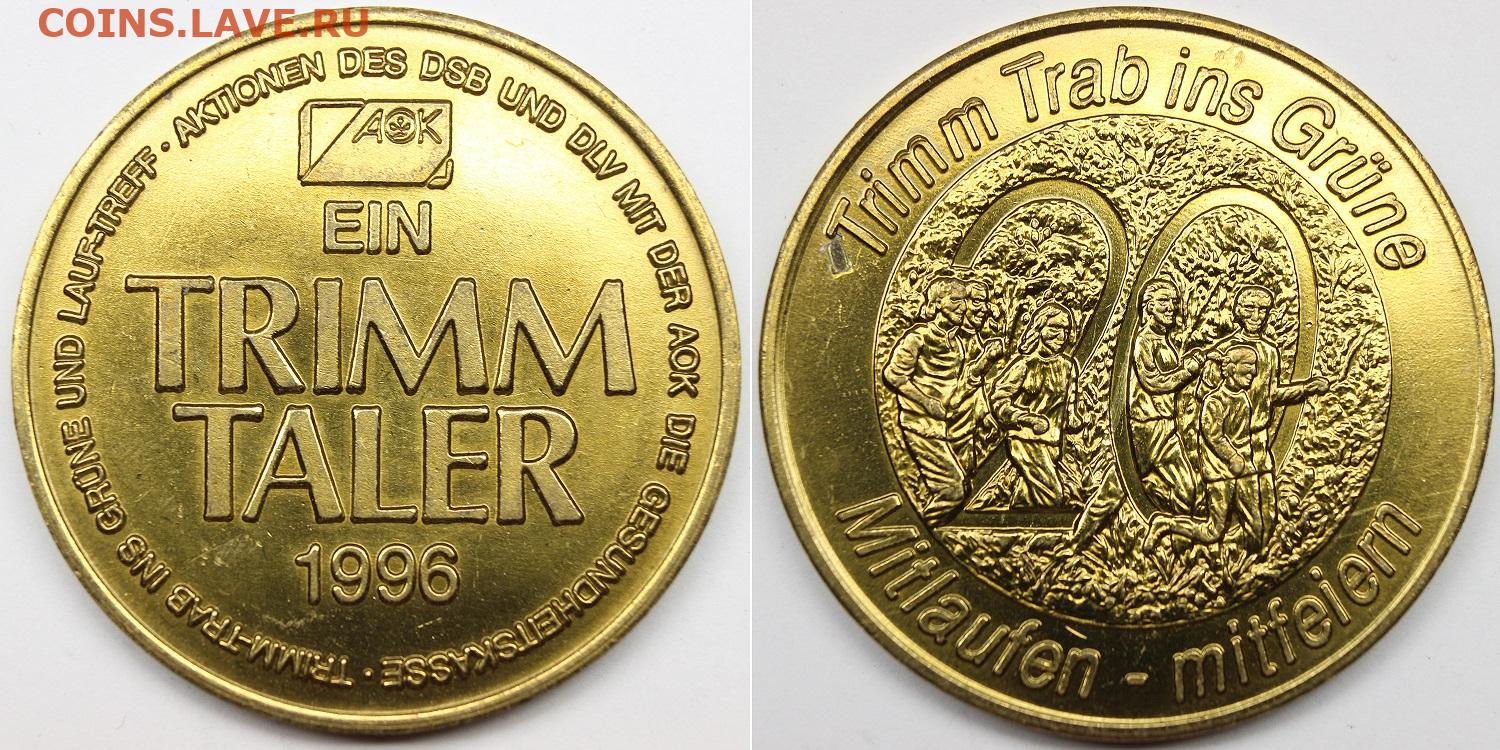 COINS.LAVE.RU
TRIMM-TRAB INS GRÜNE UND LAUF-TREFF · AKTIONEN DES DSB UND DLV MIT DER AOK DIE GESUNDHEITSKASSE ·
AOK
EIN
TRIMM
TALER
1996
Trimm Trab ins Grüne
20
Mitlaufen - mitfeiern